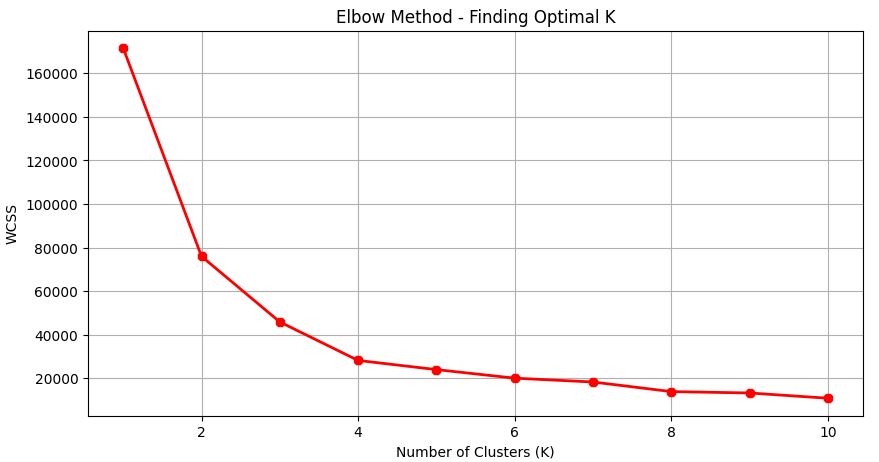 Elbow Method - Finding Optimal K
160000
140000
120000
100000
80000
60000
40000
20000
WCSS
2 4 6 8 10
Number of Clusters (K)